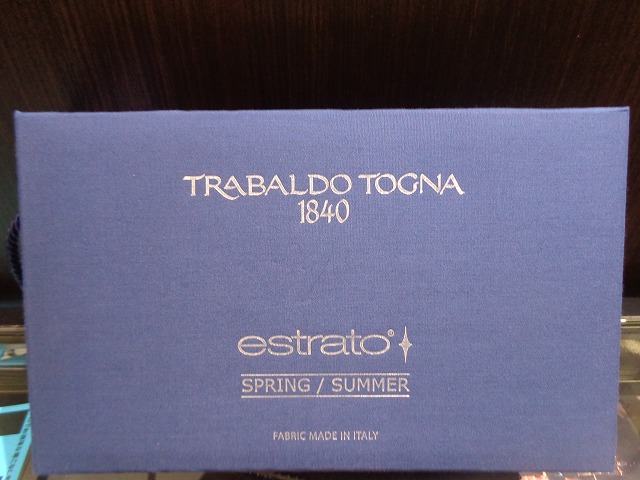 TRABALDO TOGNA
1840
estrato®
SPRING / SUMMER
FABRIC MADE IN ITALY